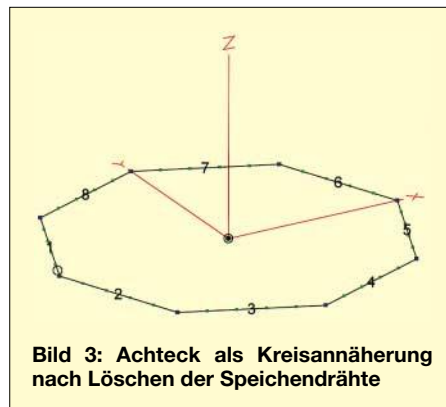 Z
Y
7
6
X
8
1
5
2
4
3
Bild 3: Achteck als Kreisannäherung
nach Löschen der Speichendrähte